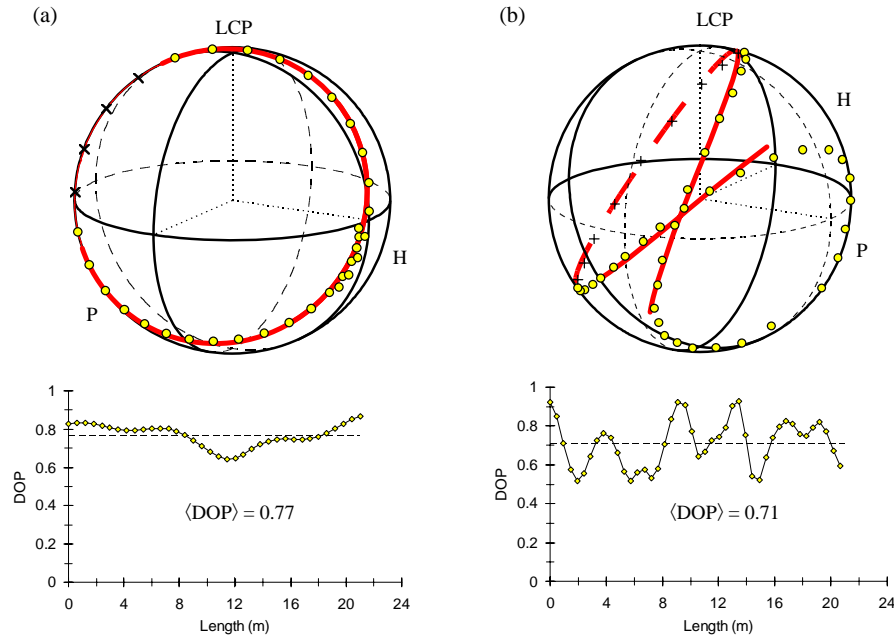 (a)
LCP
H
P
(b)
LCP
H
P
1
0.8
0.6
0.4
0.2
0
DOP
⟨DOP⟩ = 0.77
0 4 8 12 16 20 24
Length (m)
1
0.8
0.6
0.4
0.2
0
DOP
⟨DOP⟩ = 0.71
0 4 8 12 16 20 24
Length (m)